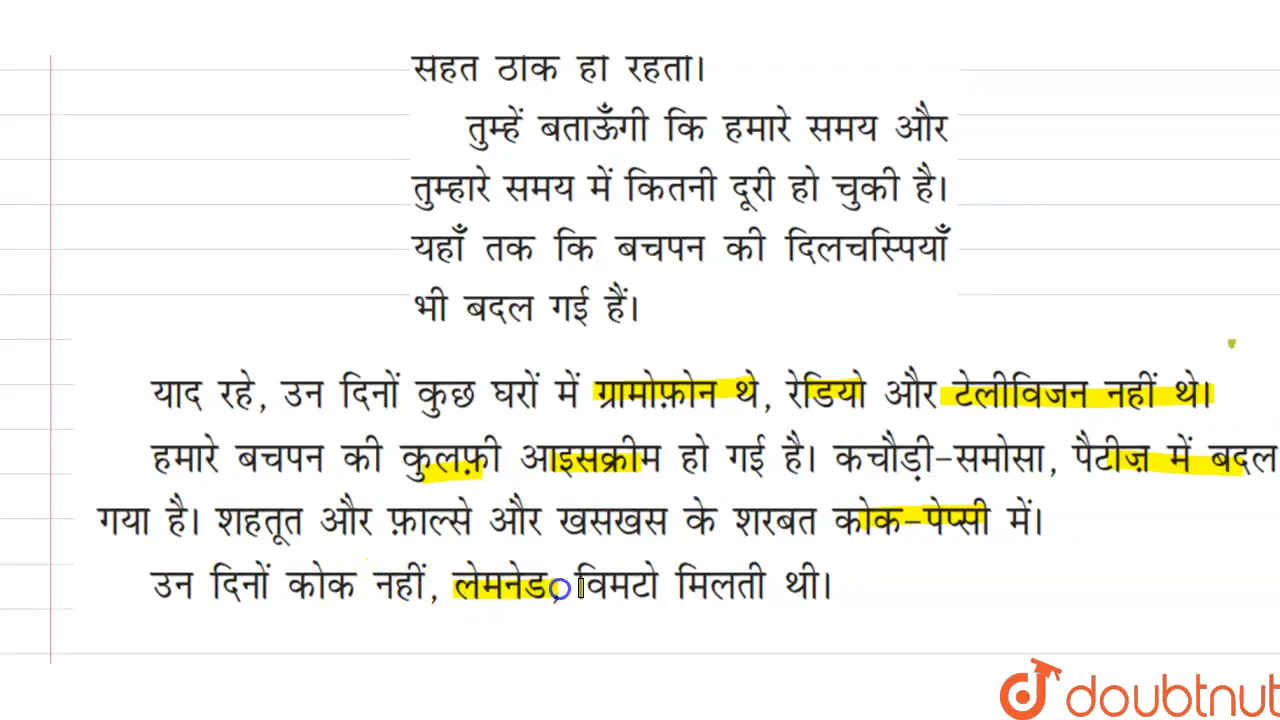 सेहत ठीक ही रहती।
तुम्हें बताऊँगी कि हमारे समय और
तुम्हारे समय में कितनी दूरी हो चुकी है।
यहाँ तक कि बचपन की दिलचस्पियाँ
भी बदल गई हैं।
याद रहे, उन दिनों कुछ घरों में ग्रामोफ़ोन थे, रेडियो और टेलीविजन नहीं थे।
हमारे बचपन की कुलफ़ी आइसक्रीम हो गई है। कचौड़ी-समोसा, पैटीज़ में बदल
गया है। शहतूत और फ़ाल्से और खसखस के शरबत कोक-पेप्सी में।
उन दिनों कोक नहीं, लेमनेड, विमटो मिलती थी।
doubtnut